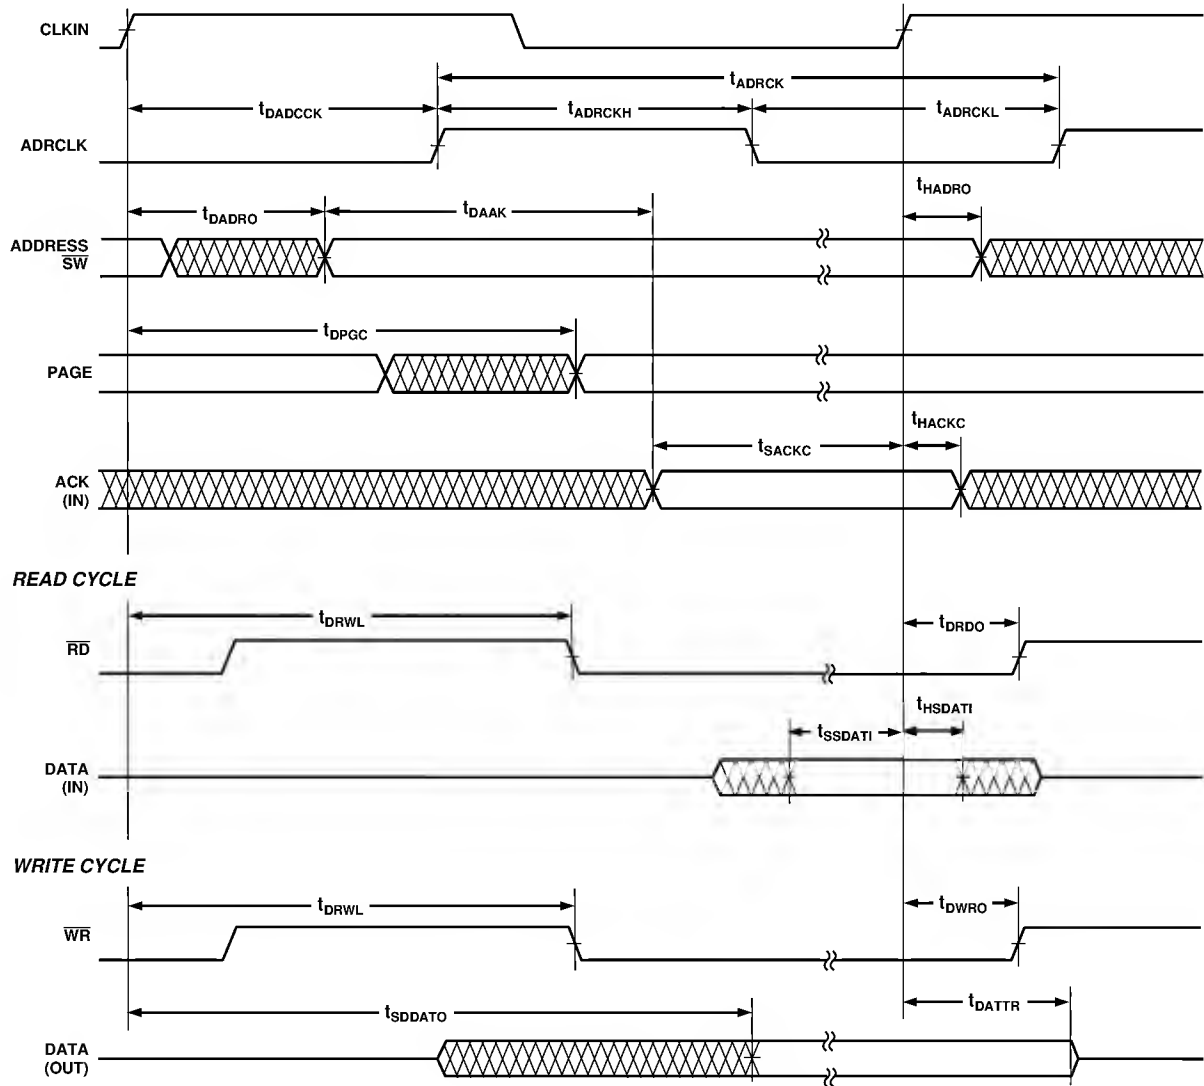 CLKIN
tADRCK
tDADCCK
tADRCKH
tADRCKL
ADRCLK
tHADRO
tDADRO
tDAAK
ADDRESS
SW
tDPGC
PAGE
tHACKC
tSACKC
ACK
(IN)
READ CYCLE
tDRWL
tDRDO
RD
tHSDATI
tSSDATI
DATA
(IN)
WRITE CYCLE
tDRWL
tDWRO
WR
tDATTR
tSDDATO
DATA
(OUT)